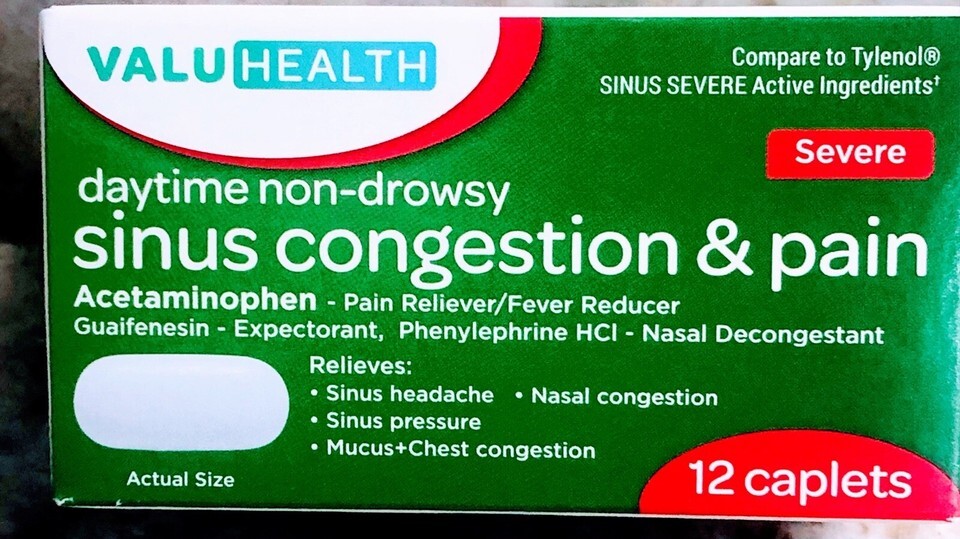 VALUHEALTH
Compare to Tylenol®
SINUS SEVERE Active Ingredients†
Severe
daytime non-drowsy
sinus congestion & pain
Acetaminophen - Pain Reliever/Fever Reducer
Guaifenesin - Expectorant, Phenylephrine HCl - Nasal Decongestant
Relieves:
• Sinus headache • Nasal congestion
• Sinus pressure
• Mucus+Chest congestion
Actual Size
12 caplets